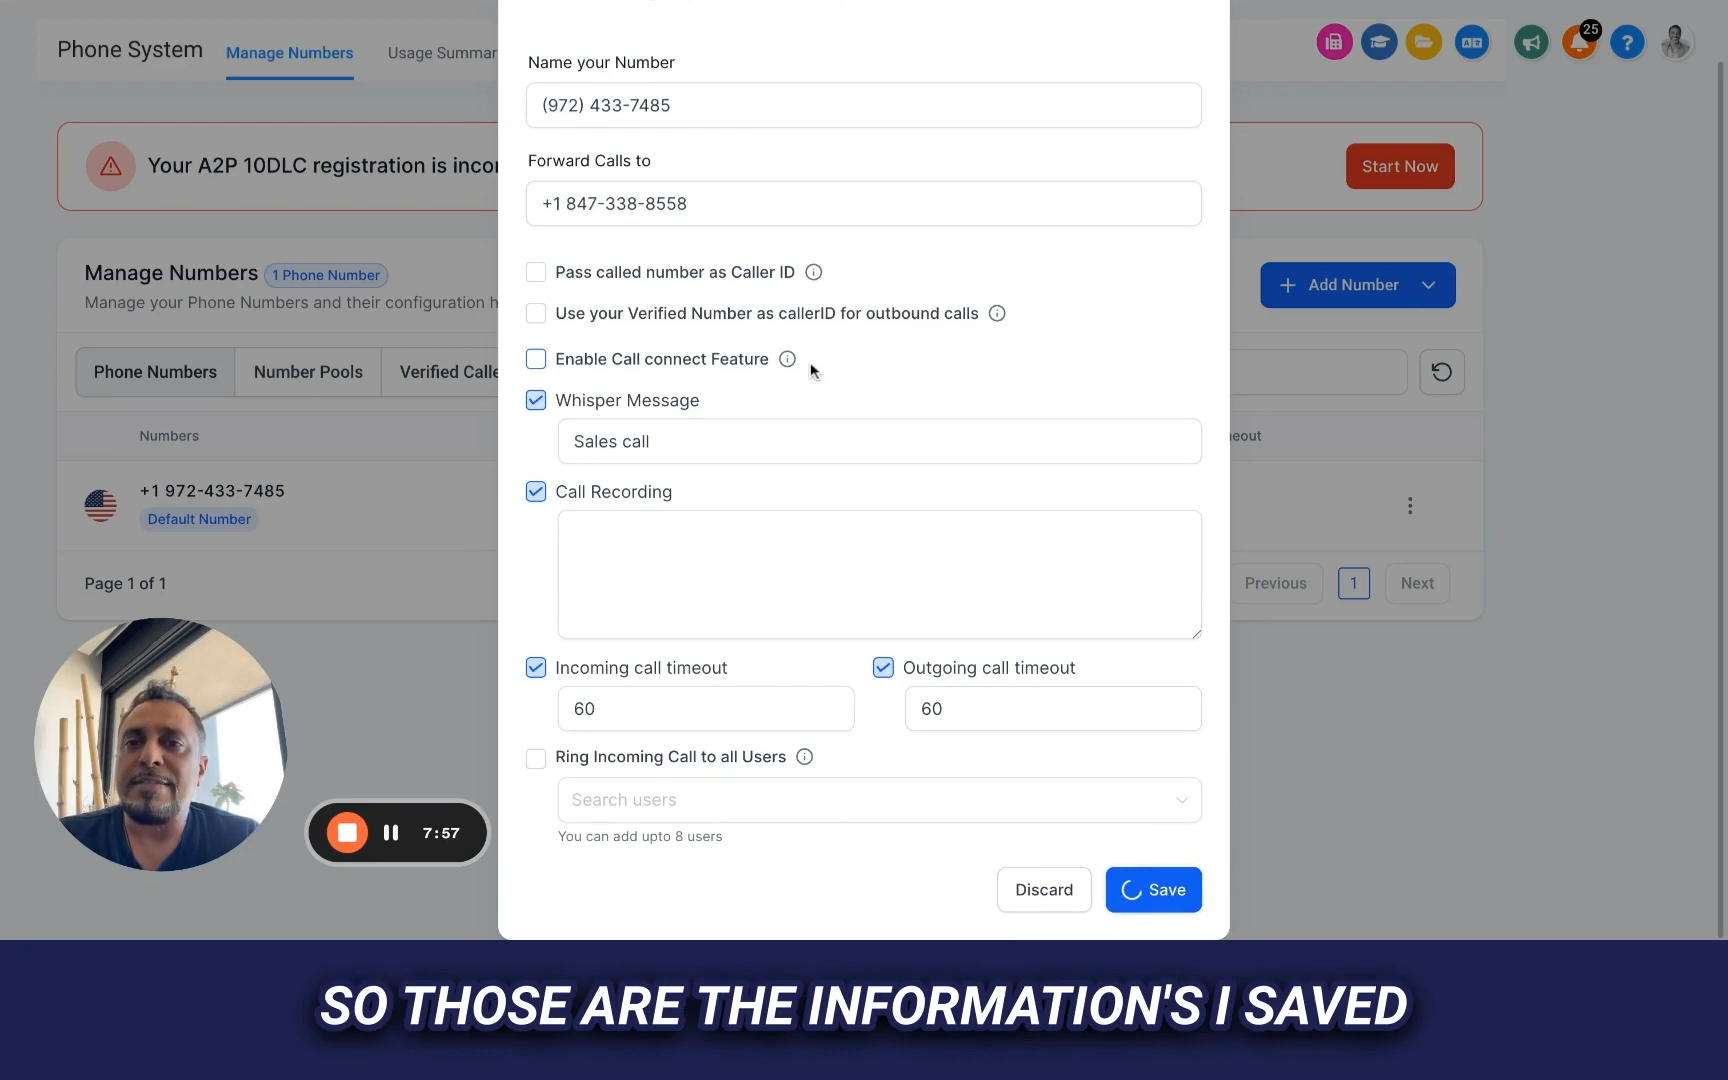 Phone System
Manage Numbers
Usage Summar
25
?
Name your Number
(972) 433-7485
Forward Calls to
+1 847-338-8558
Your A2P 10DLC registration is incor
Start Now
Pass called number as Caller ID
Use your Verified Number as callerID for outbound calls
Enable Call connect Feature
Whisper Message
Sales call
Call Recording
Manage Numbers
1 Phone Number
Manage your Phone Numbers and their configuration h
+ Add Number
Phone Numbers
Number Pools
Verified Calle
Numbers
eout
+1 972-433-7485
Default Number
Page 1 of 1
Previous
1
Next
Incoming call timeout
Outgoing call timeout
60
60
Ring Incoming Call to all Users
Search users
You can add upto 8 users
Discard
Save
7:57
SO THOSE ARE THE INFORMATION'S I SAVED